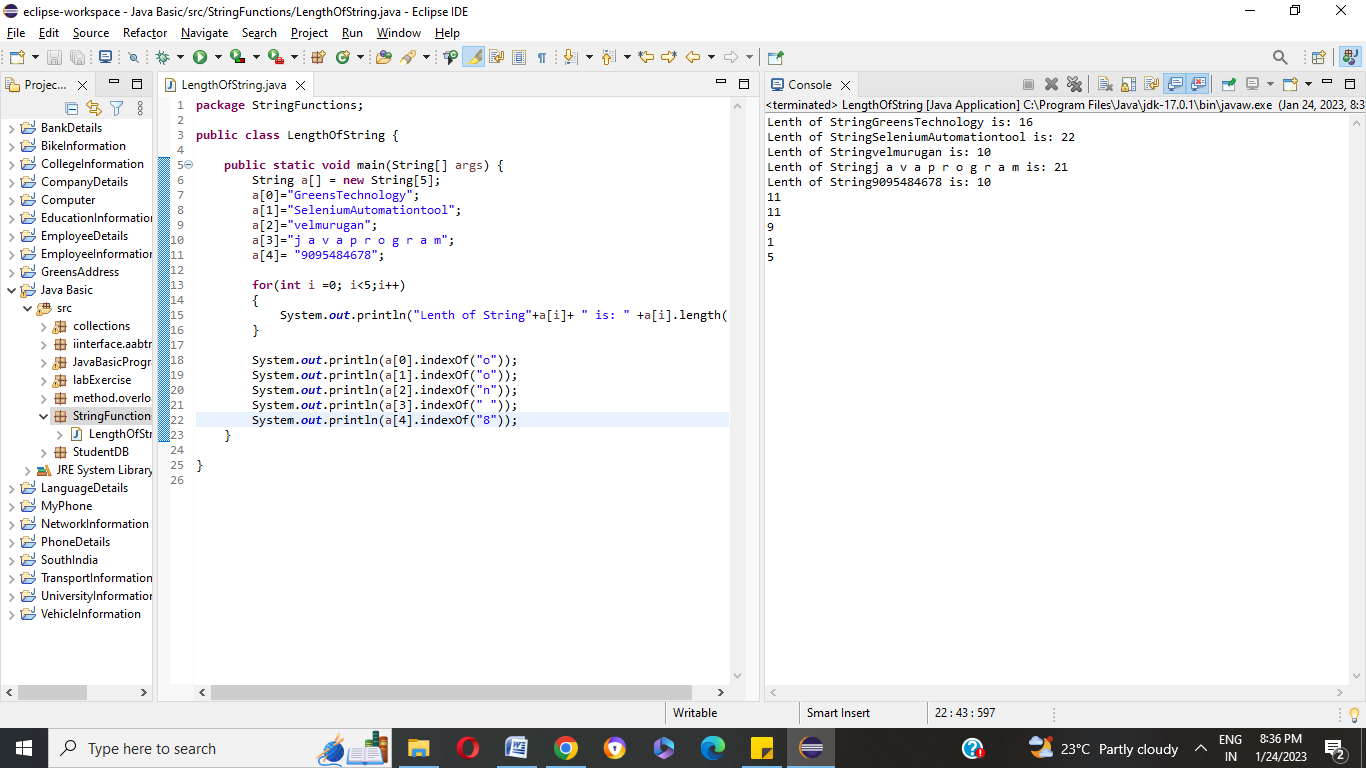 eclipse-workspace - Java Basic/src/StringFunctions/LengthOfString.java - Eclipse IDE
File Edit Source Refactor Navigate Search Project Run Window Help
Projec...
BankDetails
BikeInformation
CollegeInformation
CompanyDetails
Computer
EducationInformation
EmployeeDetails
EmployeeInformation
GreensAddress
Java Basic
src
collections
iinterface.aabtr
JavaBasicProgr
labExercise
method.overlo
StringFunction
LengthOfStr
StudentDB
JRE System Library
LanguageDetails
MyPhone
NetworkInformation
PhoneDetails
SouthIndia
TransportInformation
UniversityInformation
VehicleInformation
LengthOfString.java
1 package StringFunctions;
2
3 public class LengthOfString {
4
5 public static void main(String[] args) {
6 String a[] = new String[5];
7 a[0]="GreensTechnology";
8 a[1]="SeleniumAutomationtool";
9 a[2]="velmurugan";
10 a[3]="j a v a p r o g r a m";
11 a[4]= "9095484678";
12
13 for(int i =0; i<5;i++)
14 {
15 System.out.println("Lenth of String"+a[i]+ " is: " +a[i].length(
16 }
17
18 System.out.println(a[0].indexOf("o"));
19 System.out.println(a[1].indexOf("o"));
20 System.out.println(a[2].indexOf("n"));
21 System.out.println(a[3].indexOf(" "));
22 System.out.println(a[4].indexOf("8"));
23 }
24
25 }
26
Console
<terminated> LengthOfString [Java Application] C:\Program Files\Java\jdk-17.0.1\bin\javaw.exe (Jan 24, 2023, 8:3
Lenth of StringGreensTechnology is: 16
Lenth of StringSeleniumAutomationtool is: 22
Lenth of Stringvelmurugan is: 10
Lenth of Stringj a v a p r o g r a m is: 21
Lenth of String9095484678 is: 10
11
11
9
1
5
Writable Smart Insert 22 : 43 : 597
Type here to search
23°C Partly cloudy
ENG
IN
8:36 PM
1/24/2023
2